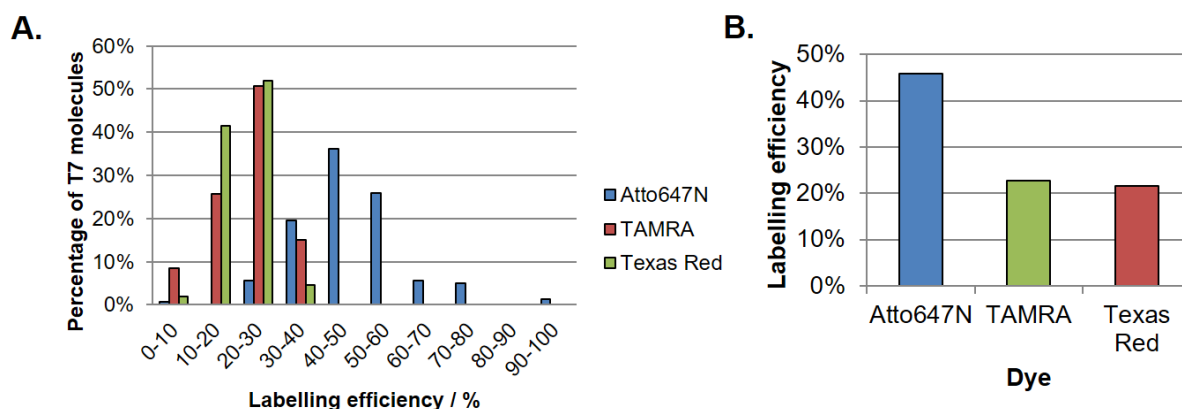 A.
Percentage of T7 molecules
60%
50%
40%
30%
20%
10%
0%
0-10
10-20
20-30
30-40
40-50
50-60
60-70
70-80
80-90
90-100
Labelling efficiency / %
Atto647N
TAMRA
Texas Red
B.
Labelling efficiency
50%
40%
30%
20%
10%
0%
Atto647N
TAMRA
Texas
Red
Dye